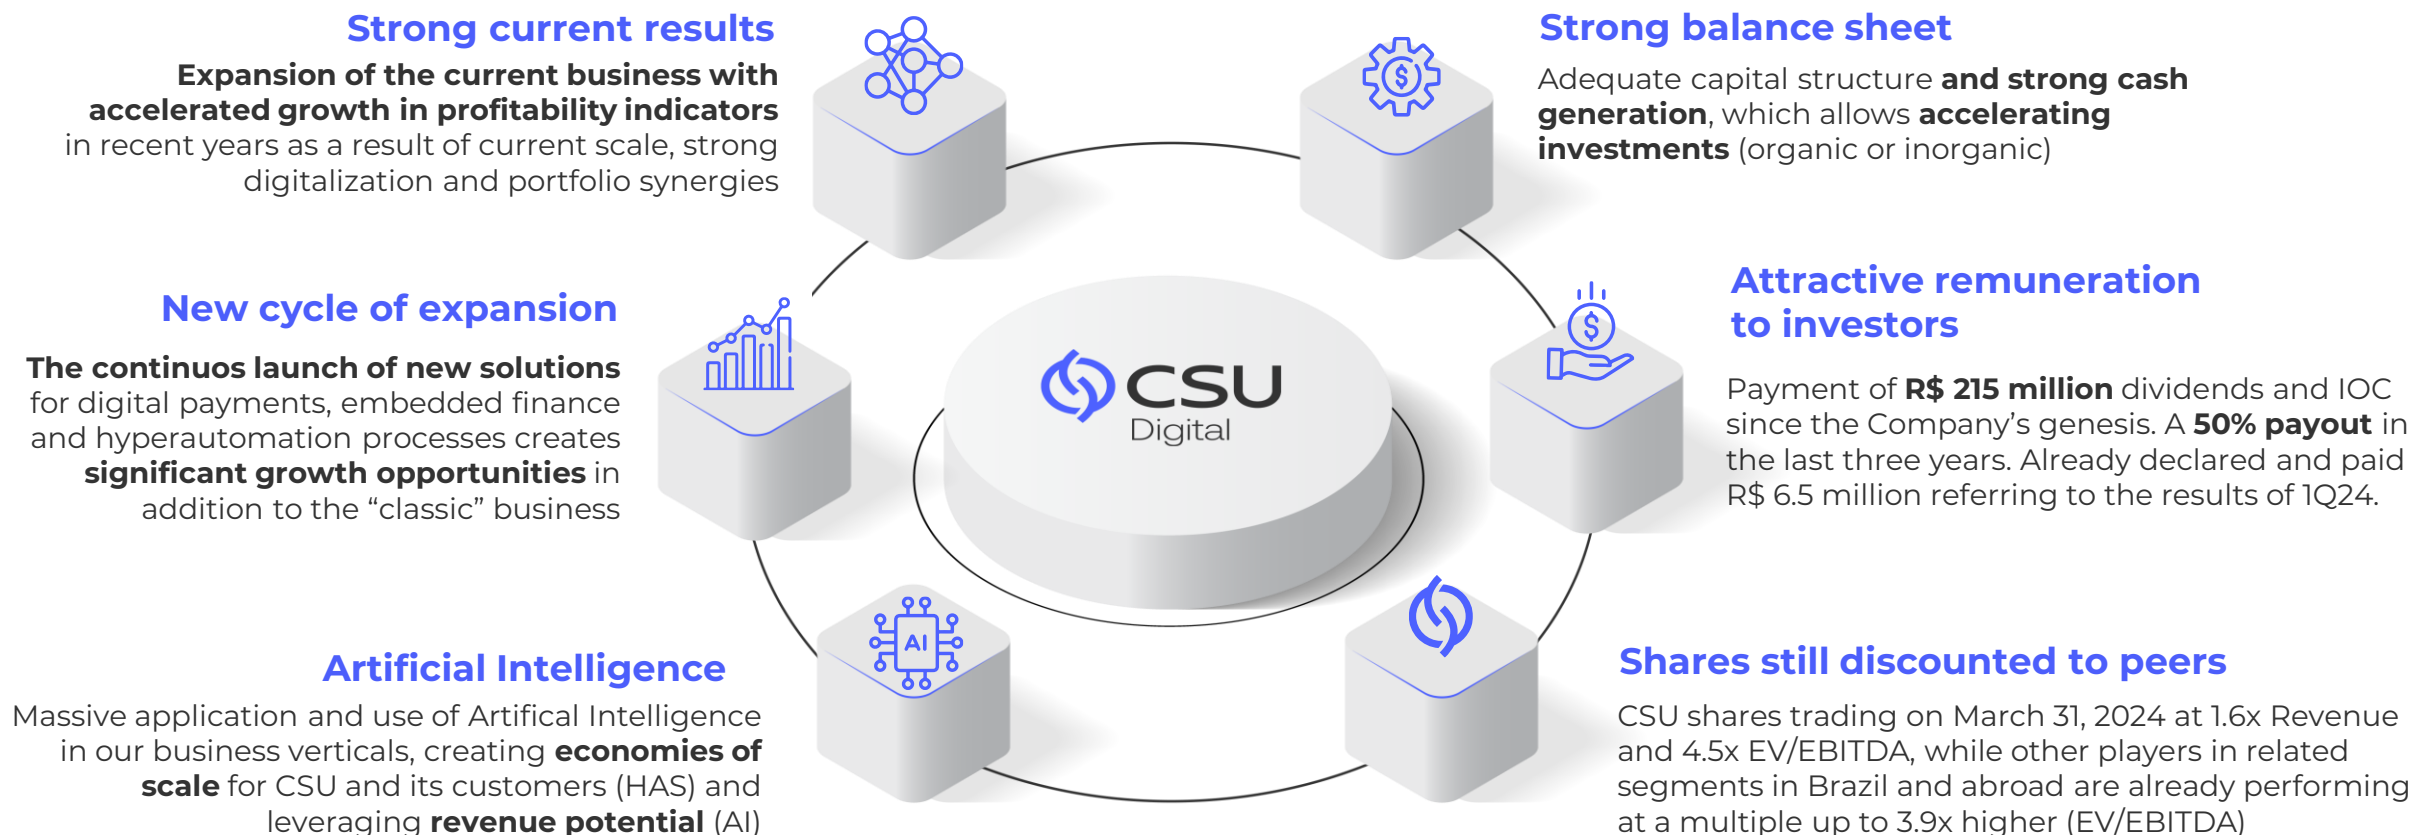 Strong current results
Expansion of the current business with
accelerated growth in profitability indicators
in recent years as a result of current scale, strong
digitalization and portfolio synergies
Strong balance sheet
Adequate capital structure and strong cash
generation, which allows accelerating
investments (organic or inorganic)
New cycle of expansion
The continuos launch of new solutions
for digital payments, embedded finance
and hyperautomation processes creates
significant growth opportunities in
addition to the “classic” business
CSU
Digital
Attractive remuneration
to investors
Payment of R$ 215 million dividends and IOC
since the Company’s genesis. A 50% payout in
the last three years. Already declared and paid
R$ 6.5 million referring to the results of 1Q24.
Artificial Intelligence
Massive application and use of Artifical Intelligence
in our business verticals, creating economies of
scale for CSU and its customers (HAS) and
leveraging revenue potential (AI)
AI
Shares still discounted to peers
CSU shares trading on March 31, 2024 at 1.6x Revenue
and 4.5x EV/EBITDA, while other players in related
segments in Brazil and abroad are already performing
at a multiple up to 3.9x higher (EV/EBITDA)